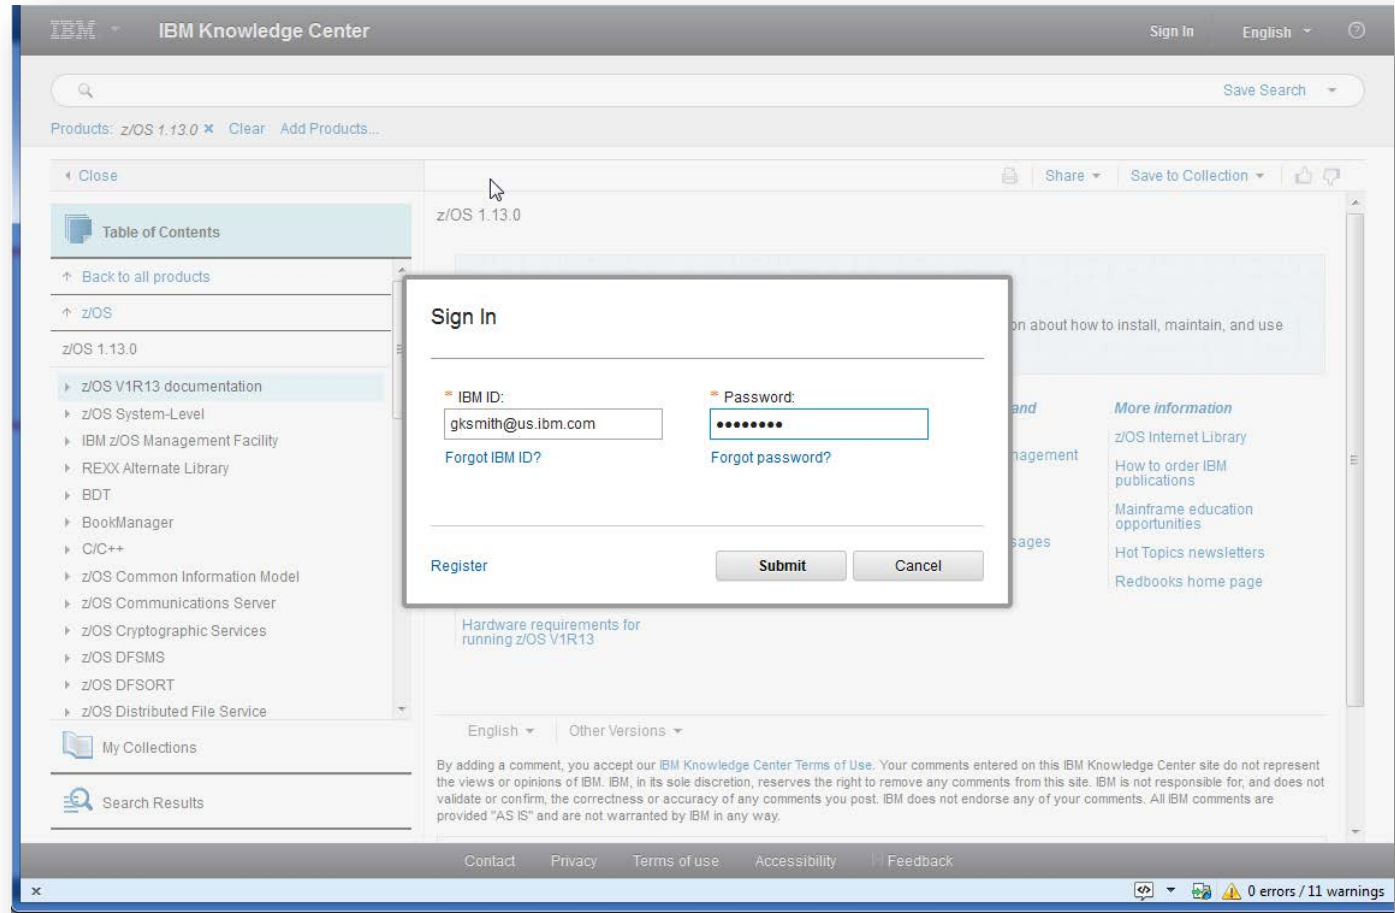 IBM IBM Knowledge Center Sign In English ?
Save Search
Products: z/OS 1.13.0 × Clear Add Products...
Close
Share Save to Collection
Table of Contents
z/OS 1.13.0
Back to all products
z/OS
z/OS 1.13.0
z/OS V1R13 documentation
z/OS System-Level
IBM z/OS Management Facility
REXX Alternate Library
BDT
BookManager
C/C++
z/OS Common Information Model
z/OS Communications Server
z/OS Cryptographic Services
z/OS DFSMS
z/OS DFSORT
z/OS Distributed File Service
My Collections
Search Results
on about how to install, maintain, and use
Sign In
* IBM ID: * Password:
gksmith@us.ibm.com ••••••••
Forgot IBM ID? Forgot password?
Register Submit Cancel
and
nagement
sages
More information
z/OS Internet Library
How to order IBM
publications
Mainframe education
opportunities
Hot Topics newsletters
Redbooks home page
Hardware requirements for
running z/OS V1R13
English Other Versions
By adding a comment, you accept our IBM Knowledge Center Terms of Use. Your comments entered on this IBM Knowledge Center site do not represent
the views or opinions of IBM. IBM, in its sole discretion, reserves the right to remove any comments from this site. IBM is not responsible for, and does not
validate or confirm, the correctness or accuracy of any comments you post. IBM does not endorse any of your comments. All IBM comments are
provided "AS IS" and are not warranted by IBM in any way.
Contact Privacy Terms of use Accessibility Feedback
× 0 errors / 11 warnings